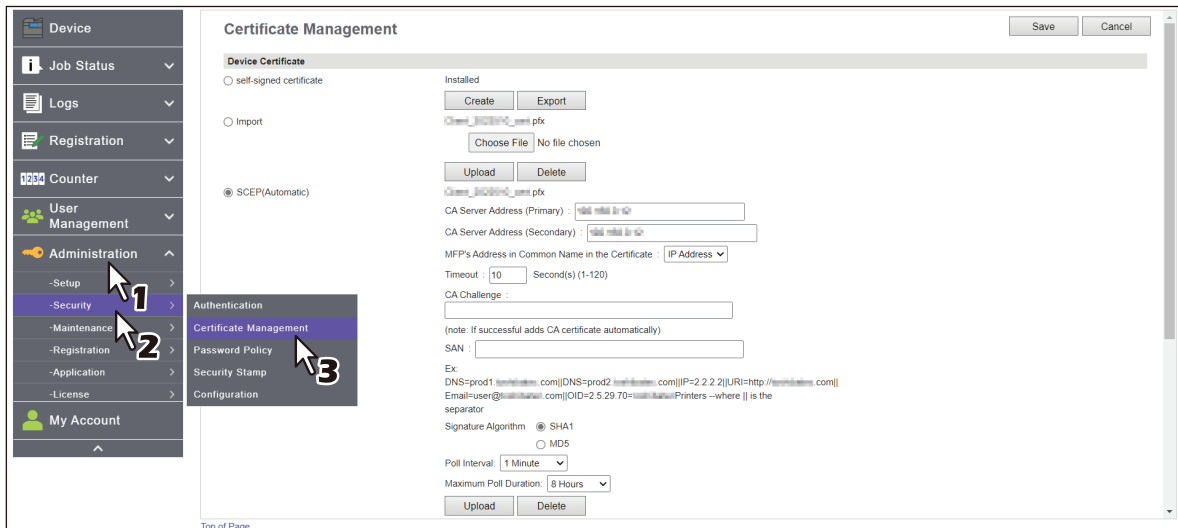 Device
Job Status
Logs
Registration
1234 Counter
User
Management
Administration
1
-Setup
-Security
2
-Maintenance
-Registration
-Application
-License
My Account
Authentication
Certificate Management
3
Password Policy
Security Stamp
Configuration
Certificate Management
Save Cancel
Device Certificate
self-signed certificate Installed
Create Export
Import .pfx
Choose File No file chosen
Upload Delete
SCEP(Automatic) .pfx
CA Server Address (Primary) :
CA Server Address (Secondary) :
MFP's Address in Common Name in the Certificate : IP Address
Timeout : 10 Second(s) (1-120)
CA Challenge :
(note: If successful adds CA certificate automatically)
SAN :
Ex:
DNS=prod1. .com||DNS=prod2. .com||IP=2.2.2.2||URI=http:// .com||
Email=user@ .com||OID=2.5.29.70= Printers --where || is the
separator
Signature Algorithm SHA1
MD5
Poll Interval: 1 Minute
Maximum Poll Duration: 8 Hours
Upload Delete
Top of Page